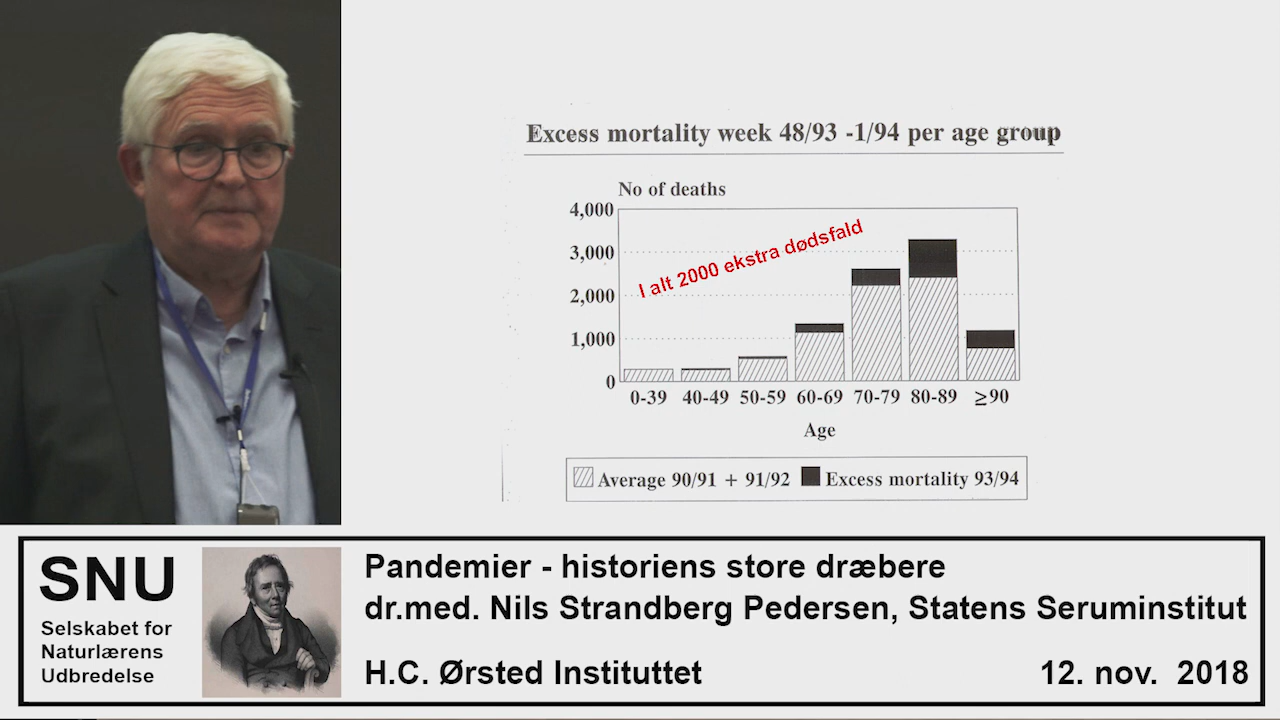 Excess mortality week 48/93 -1/94 per age group
No of deaths
4,000
3,000
2,000
1,000
0
I alt 2000 ekstra dødsfald
0-39 40-49 50-59 60-69 70-79 80-89 ≥90
Age
Average 90/91 + 91/92 Excess mortality 93/94
SNU
Selskabet for
Naturlærens
Udbredelse
Pandemier - historiens store dræbere
dr.med. Nils Strandberg Pedersen, Statens Seruminstitut
H.C. Ørsted Instituttet 12. nov. 2018